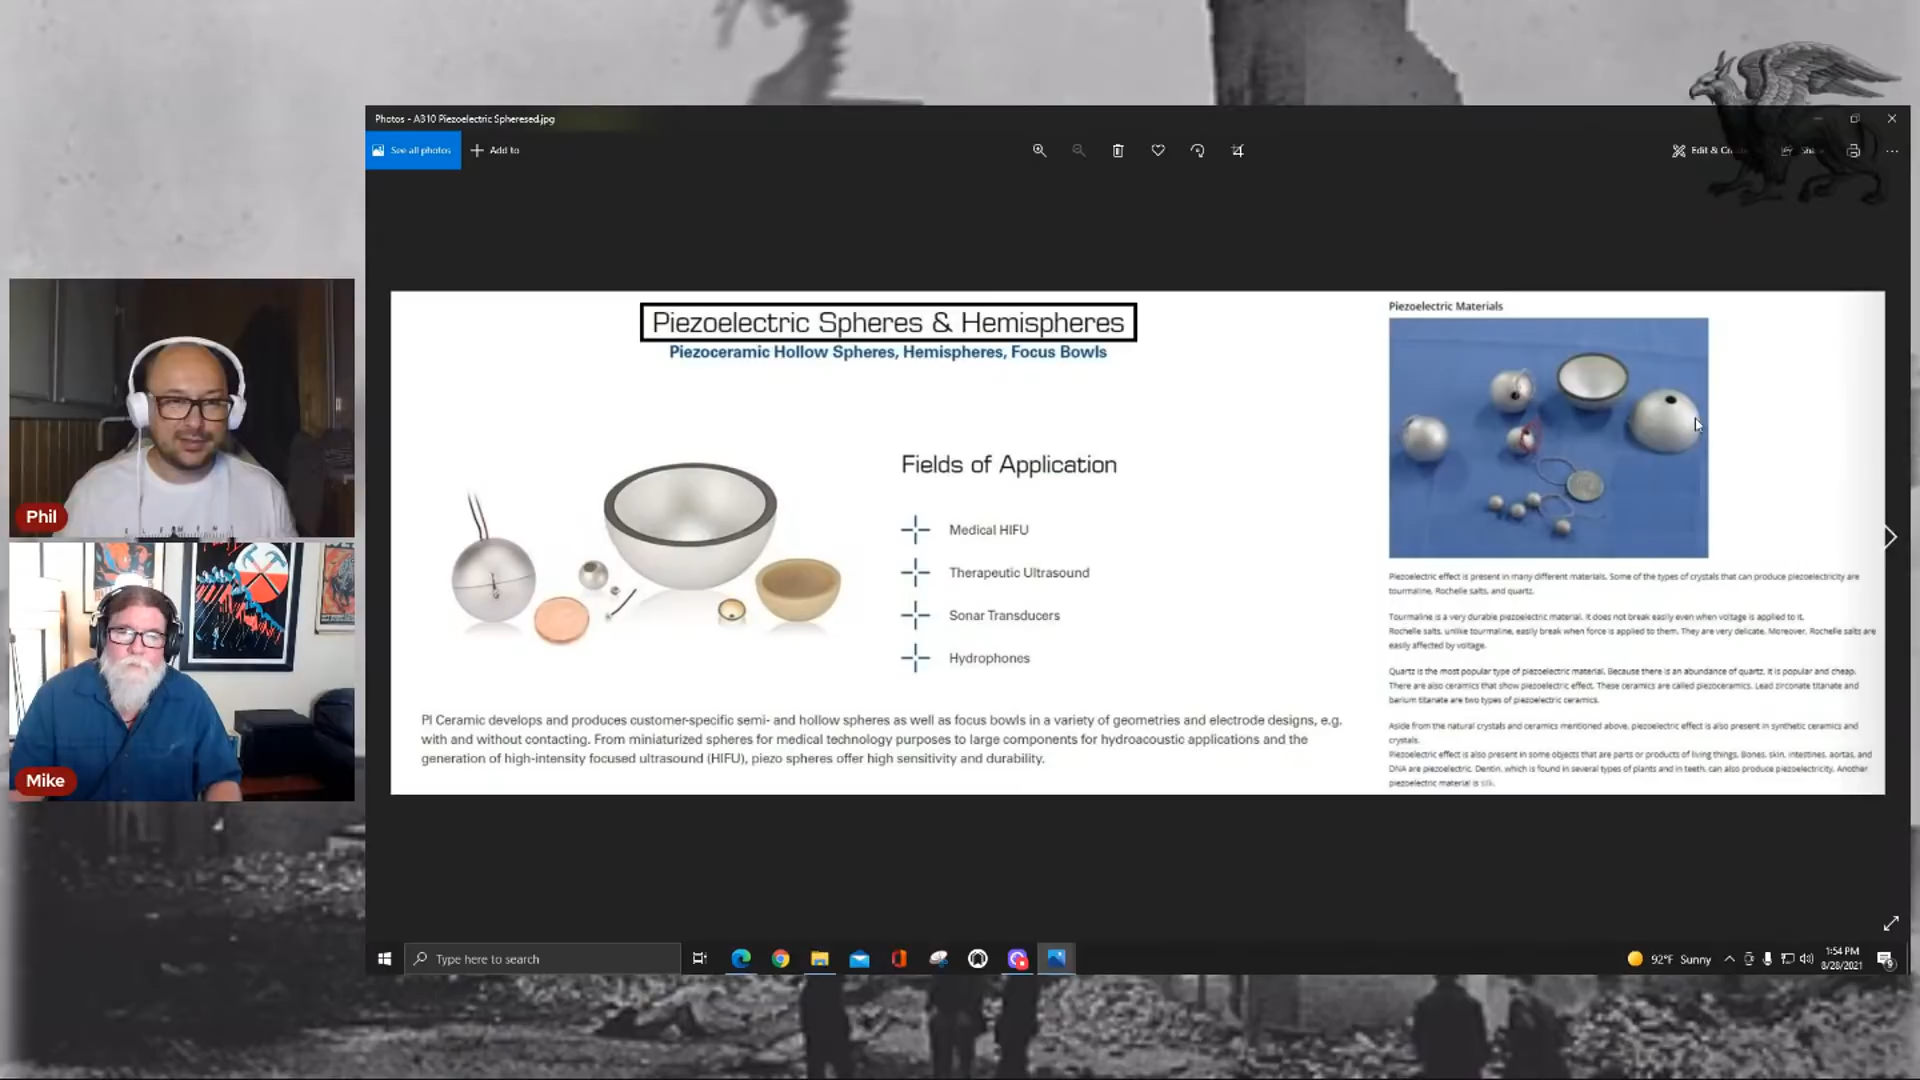 Photos - A310 Piezoelectric Spheresed.jpg
See all photos
Add to
Edit & Cr
Sha
Piezoelectric Spheres & Hemispheres
Piezoceramic Hollow Spheres, Hemispheres, Focus Bowls
Fields of Application
Medical HIFU
Therapeutic Ultrasound
Sonar Transducers
Hydrophones
PI Ceramic develops and produces customer-specific semi- and hollow spheres as well as focus bowls in a variety of geometries and electrode designs, e.g.
with and without contacting. From miniaturized spheres for medical technology purposes to large components for hydroacoustic applications and the
generation of high-intensity focused ultrasound (HIFU), piezo spheres offer high sensitivity and durability.
Piezoelectric Materials
Piezoelectric effect is present in many different materials. Some of the types of crystals that can produce piezoelectricity are
tourmaline, Rochelle salts, and quartz.
Tourmaline is a very durable piezoelectric material. It does not break easily even when voltage is applied to it.
Rochelle salts, unlike tourmaline, easily break when force is applied to them. They are very delicate. Moreover, Rochelle salts are
easily affected by voltage.
Quartz is the most popular type of piezoelectric material. Because there is an abundance of quartz, it is popular and cheap.
There are also ceramics that show piezoelectric effect. These ceramics are called piezoceramics. Lead zirconate titanate and
barium titanate are two types of piezoelectric ceramics.
Aside from the natural crystals and ceramics mentioned above, piezoelectric effect is also present in synthetic ceramics and
crystals.
Piezoelectric effect is also present in some objects that are parts or products of living things. Bones, skin, intestines, aortas, and
DNA are piezoelectric. Dentin, which is found in several types of plants and in teeth, can also produce piezoelectricity. Another
piezoelectric material is silk.
Phil
Mike
Type here to search
92°F Sunny
1:54 PM
8/28/2021